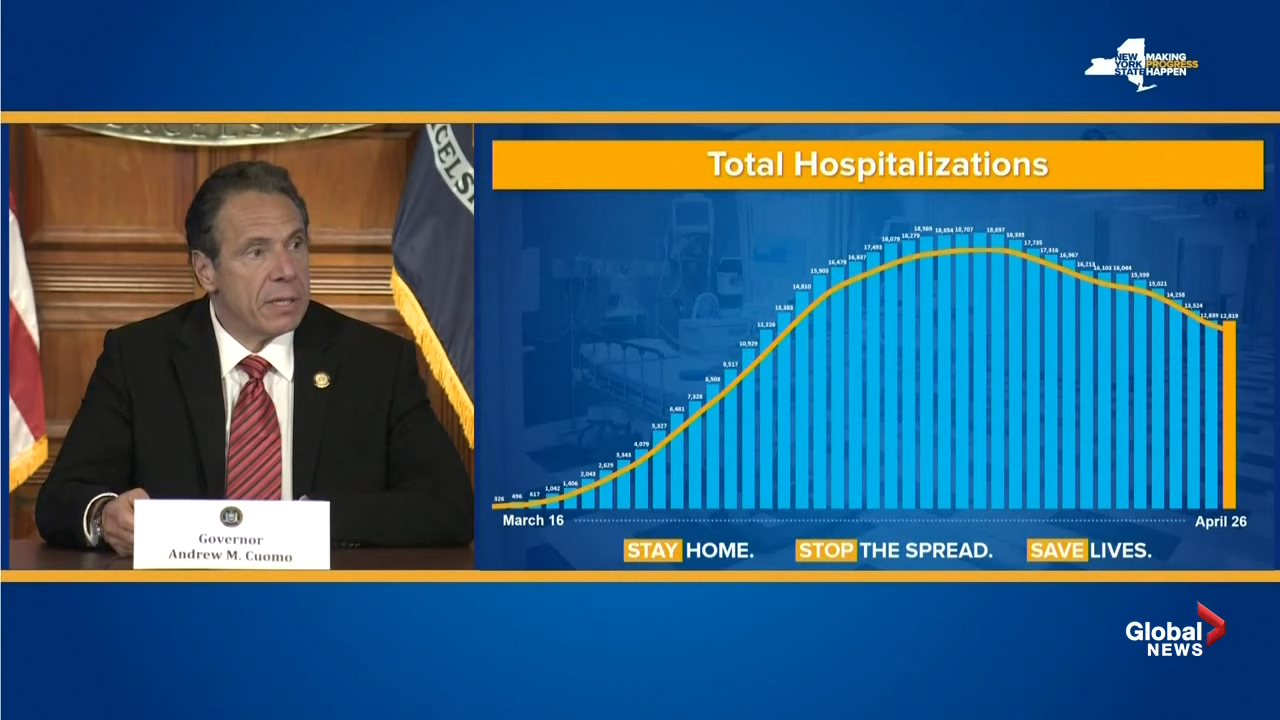 NEW
YORK
STATE
MAKING
PROGRESS
HAPPEN
EXCELSIOR
CELS
Governor
Andrew M. Cuomo
Total Hospitalizations
326 496 617 1,042 1,406 2,043 2,629 3,343 4,079 5,327 6,481 7,328 8,503 9,517 10,929 12,226 13,383 14,810 15,905 16,479 16,837 17,493 18,079 18,279 18,569 18,654 18,707 18,697 18,335 17,735 17,316 16,967 16,213 16,103 16,044 15,599 15,021 14,258 13,524 12,839 12,819
March 16
April 26
STAY HOME. STOP THE SPREAD. SAVE LIVES.
Global
NEWS